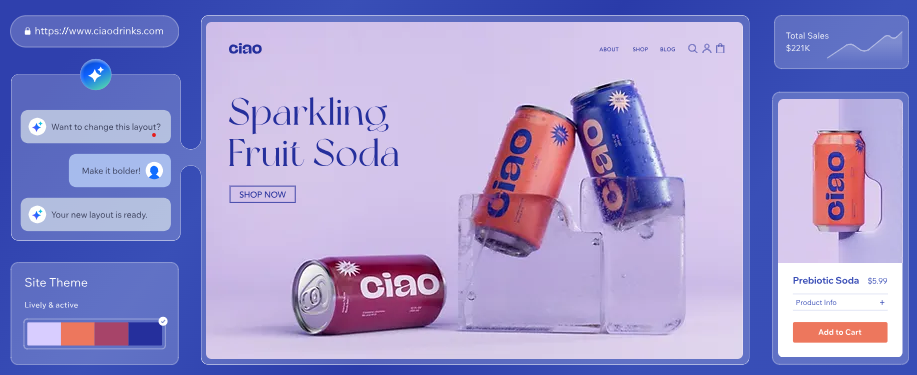 https://www.ciaodrinks.com
Want to change this layout?
Make it bolder!
Your new layout is ready.
Site Theme
Lively & active
ciao
ABOUT SHOP BLOG
Sparkling
Fruit Soda
SHOP NOW
ciao
ciao
ciao
Total Sales
$221K
ciao
Prebiotic Soda $5.99
Product Info +
Add to Cart